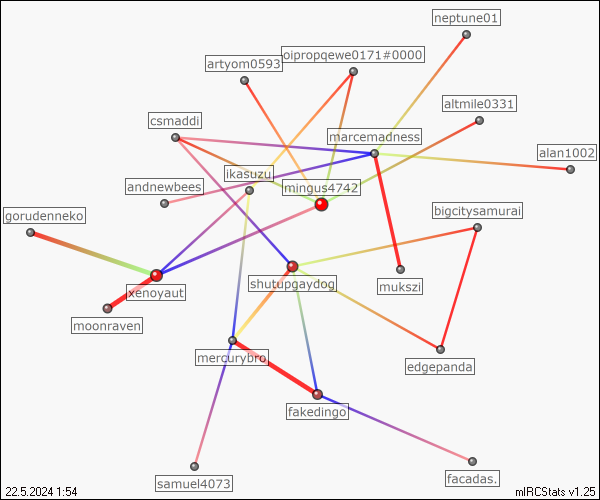 neptune01
oipropqewe0171#0000
artyom0593
altmile0331
csmaddi
marcemadness
alan1002
ikasuzu
andnewbees
mingus4742
gorudenneko
bigcitysamurai
shutupgaydog
mukszi
xenoyaut
moonraven
mercurybro
edgepanda
fakedingo
samuel4073
facadas.
22.5.2024 1:54
mIRCStats v1.25